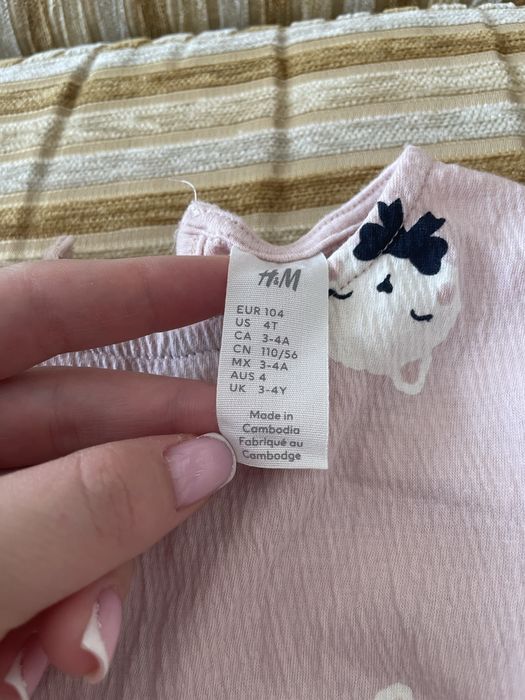 H&M
EUR 104
US 4T
CA 3-4A
CN 110/56
MX 3-4A
AUS 4
UK 3-4Y
Made in
Cambodia
Fabriqué au
Cambodge